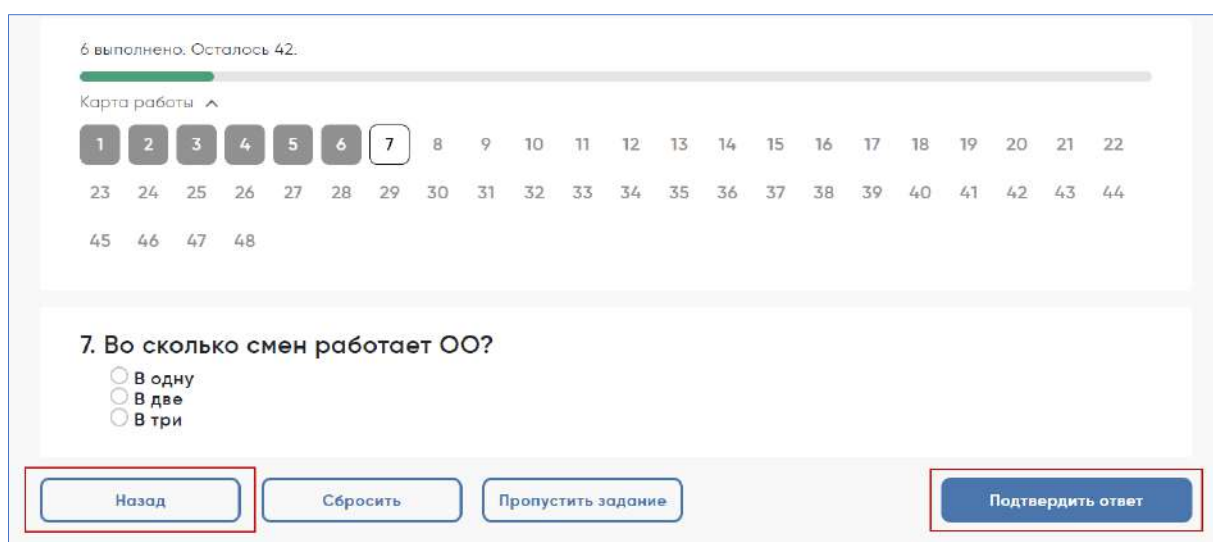 6 выполнено. Осталось 42.
Карта работы
1 2 3 4 5 6 7 8 9 10 11 12 13 14 15 16 17 18 19 20 21 22
23 24 25 26 27 28 29 30 31 32 33 34 35 36 37 38 39 40 41 42 43 44
45 46 47 48
7. Во сколько смен работает ОО?
В одну
В две
В три
Назад Сбросить Пропустить задание Подтвердить ответ